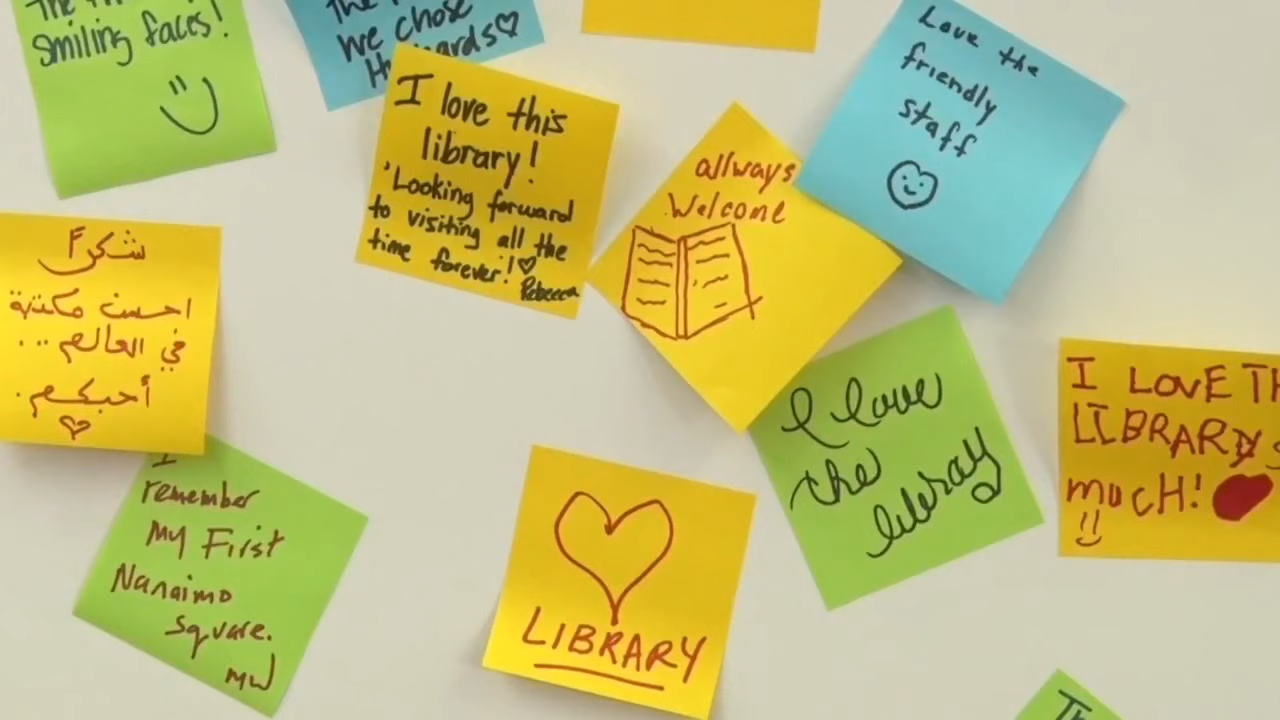 smiling faces!
we chose
I love this
library!
Looking forward
to visiting all the
time forever!♡
Rebecca
allways
Welcome
Love the
friendly
staff
شكراً
احسن مكتبة
في العالم...
أحبكم.
♡
I
remember
My First
Nanaimo
Square.
MW
LIBRARY
I love
the
libray
I LOVE TH
LIBRARY S
mucH!